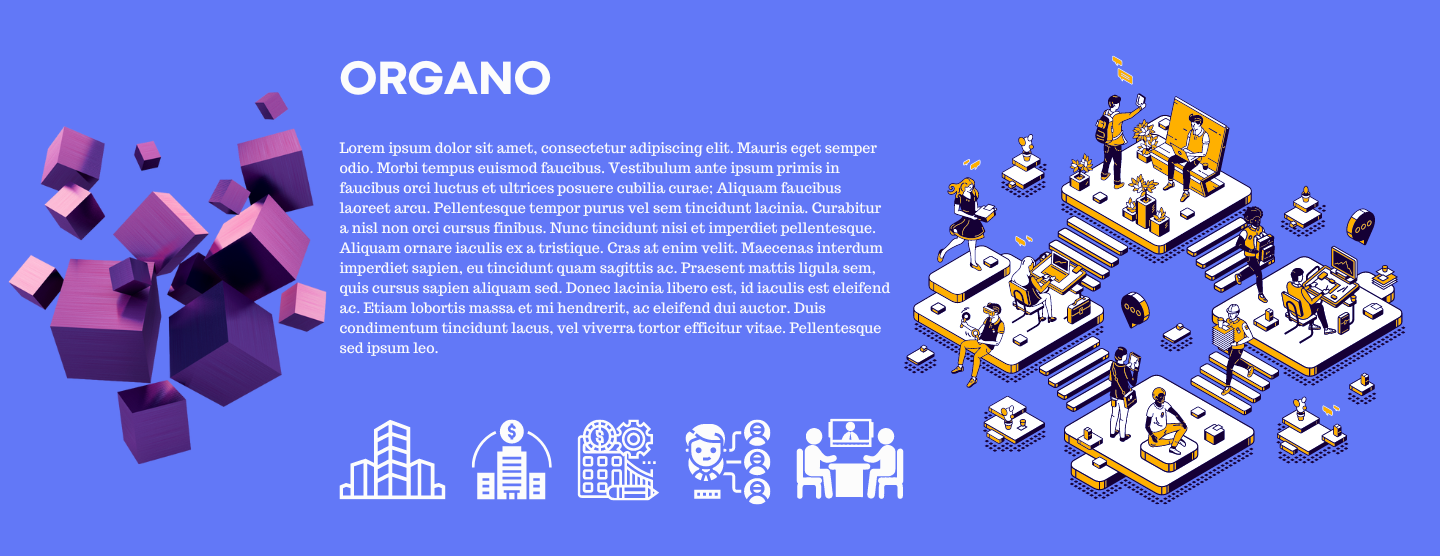 ORGANO
Lorem ipsum dolor sit amet, consectetur adipiscing elit. Mauris eget semper
odio. Morbi tempus euismod faucibus. Vestibulum ante ipsum primis in
faucibus orci luctus et ultrices posuere cubilia curae; Aliquam faucibus
laoreet arcu. Pellentesque tempor purus vel sem tincidunt lacinia. Curabitur
a nisl non orci cursus finibus. Nunc tincidunt nisi et imperdiet pellentesque.
Aliquam ornare iaculis ex a tristique. Cras at enim velit. Maecenas interdum
imperdiet sapien, eu tincidunt quam sagittis ac. Praesent mattis ligula sem,
quis cursus sapien aliquam sed. Donec lacinia libero est, id iaculis est eleifend
ac. Etiam lobortis massa et mi hendrerit, ac eleifend dui auctor. Duis
condimentum tincidunt lacus, vel viverra tortor efficitur vitae. Pellentesque
sed ipsum leo.
$
$